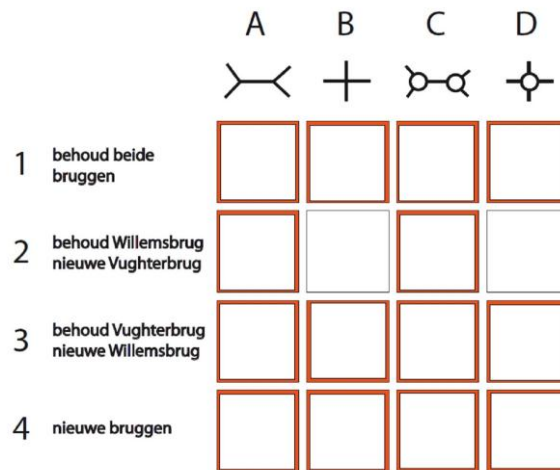 A B C D
1 behoud beide
bruggen
2 behoud Willemsbrug
nieuwe Vughterbrug
3 behoud Vughterbrug
nieuwe Willemsbrug
4 nieuwe bruggen